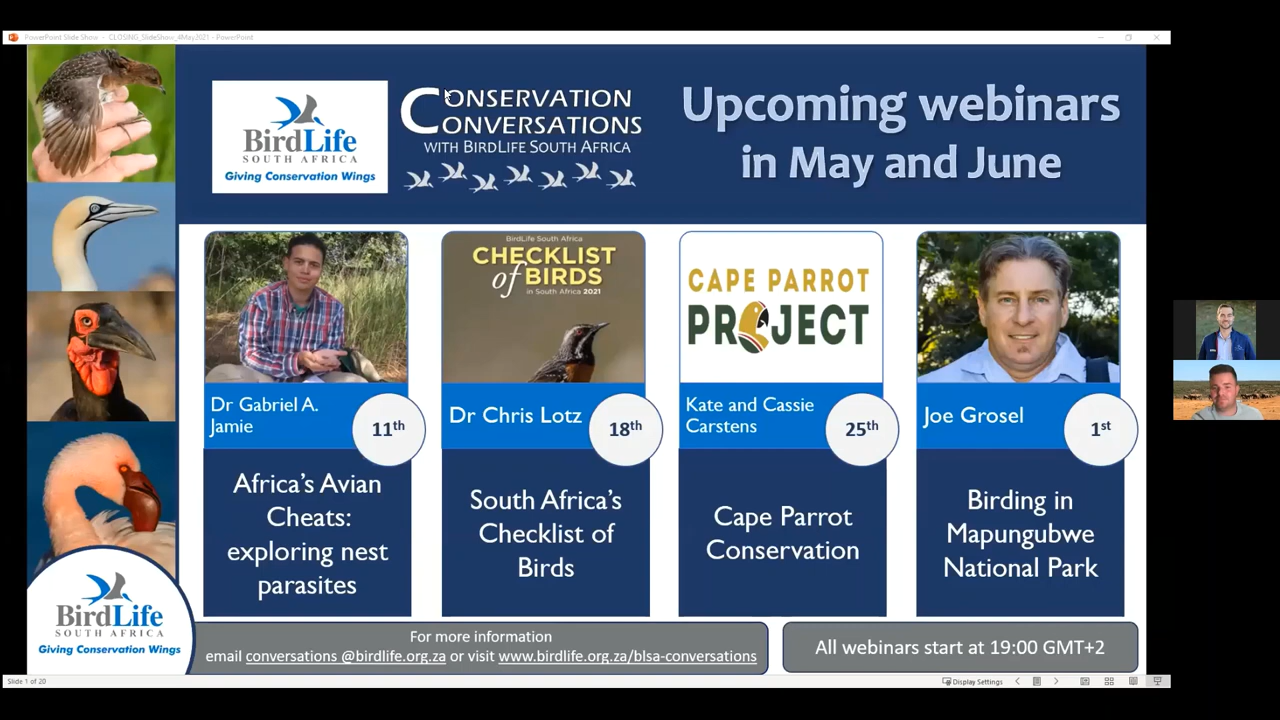 PowerPoint Slide Show - CLOSING_SlideShow_4May2021 - PowerPoint
BirdLife
SOUTH AFRICA
Giving Conservation Wings
CONSERVATION
CONVERSATIONS
WITH BIRDLIFE SOUTH AFRICA
Upcoming webinars
in May and June
BirdLife South Africa
CHECKLIST
of BIRDS
in South Africa 2021
CAPE PARROT
PROJECT
Dr Gabriel A.
Jamie
11th
Dr Chris Lotz
18th
Kate and Cassie
Carstens
25th
Joe Grosel
1st
Africa's Avian
Cheats:
exploring nest
parasites
South Africa's
Checklist of
Birds
Cape Parrot
Conservation
Birding in
Mapungubwe
National Park
BirdLife
SOUTH AFRICA
Giving Conservation Wings
For more information
email conversations @birdlife.org.za or visit www.birdlife.org.za/blsa-conversations
All webinars start at 19:00 GMT+2
Slide 1 of 20
Display Settings